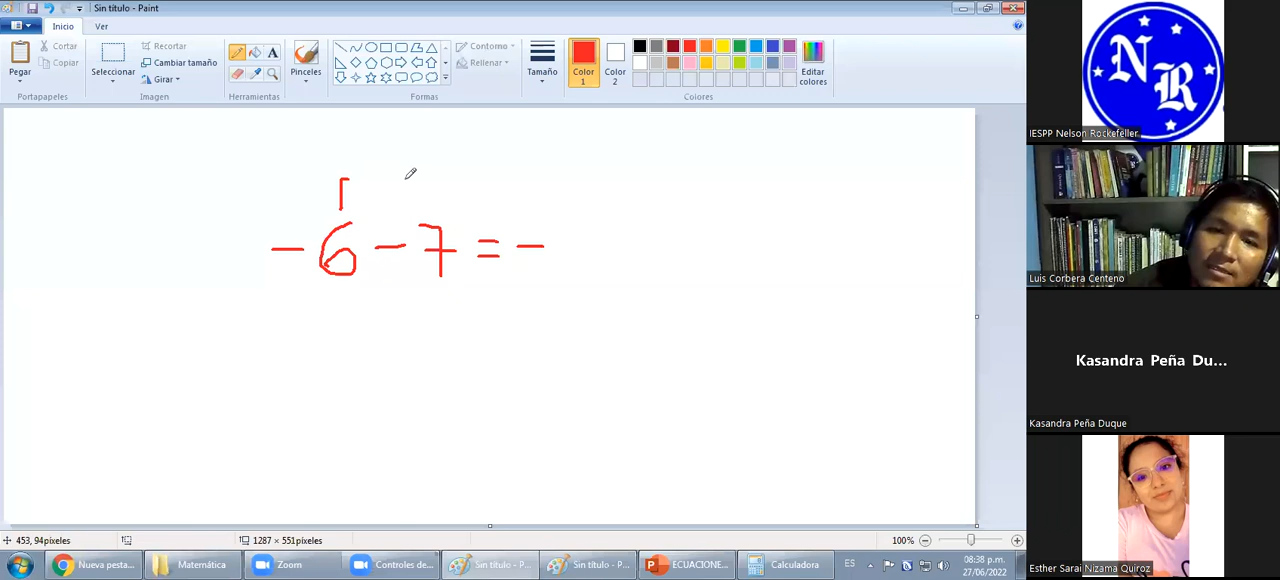 Sin título - Paint
Inicio
Ver
Pegar
Cortar
Copiar
Portapapeles
Seleccionar
Recortar
Cambiar tamaño
Girar
Imagen
A
Herramientas
Pinceles
Contorno
Rellenar
Formas
Tamaño
Color 1
Color 2
Editar colores
Colores
- 6 - 7 = -
NR
IESPP Nelson Rockefeller
Luis Corbera Centeno
Kasandra Peña Du...
Kasandra Peña Duque
Esther Sarai Nizama Quiroz
453, 94píxeles
1287 × 551píxeles
100%
Nueva pesta...
Matemática
Zoom
Controles de...
Sin título - P...
Sin título - P...
ECUACIONE...
Calculadora
ES
08:38 p.m.
27/06/2022